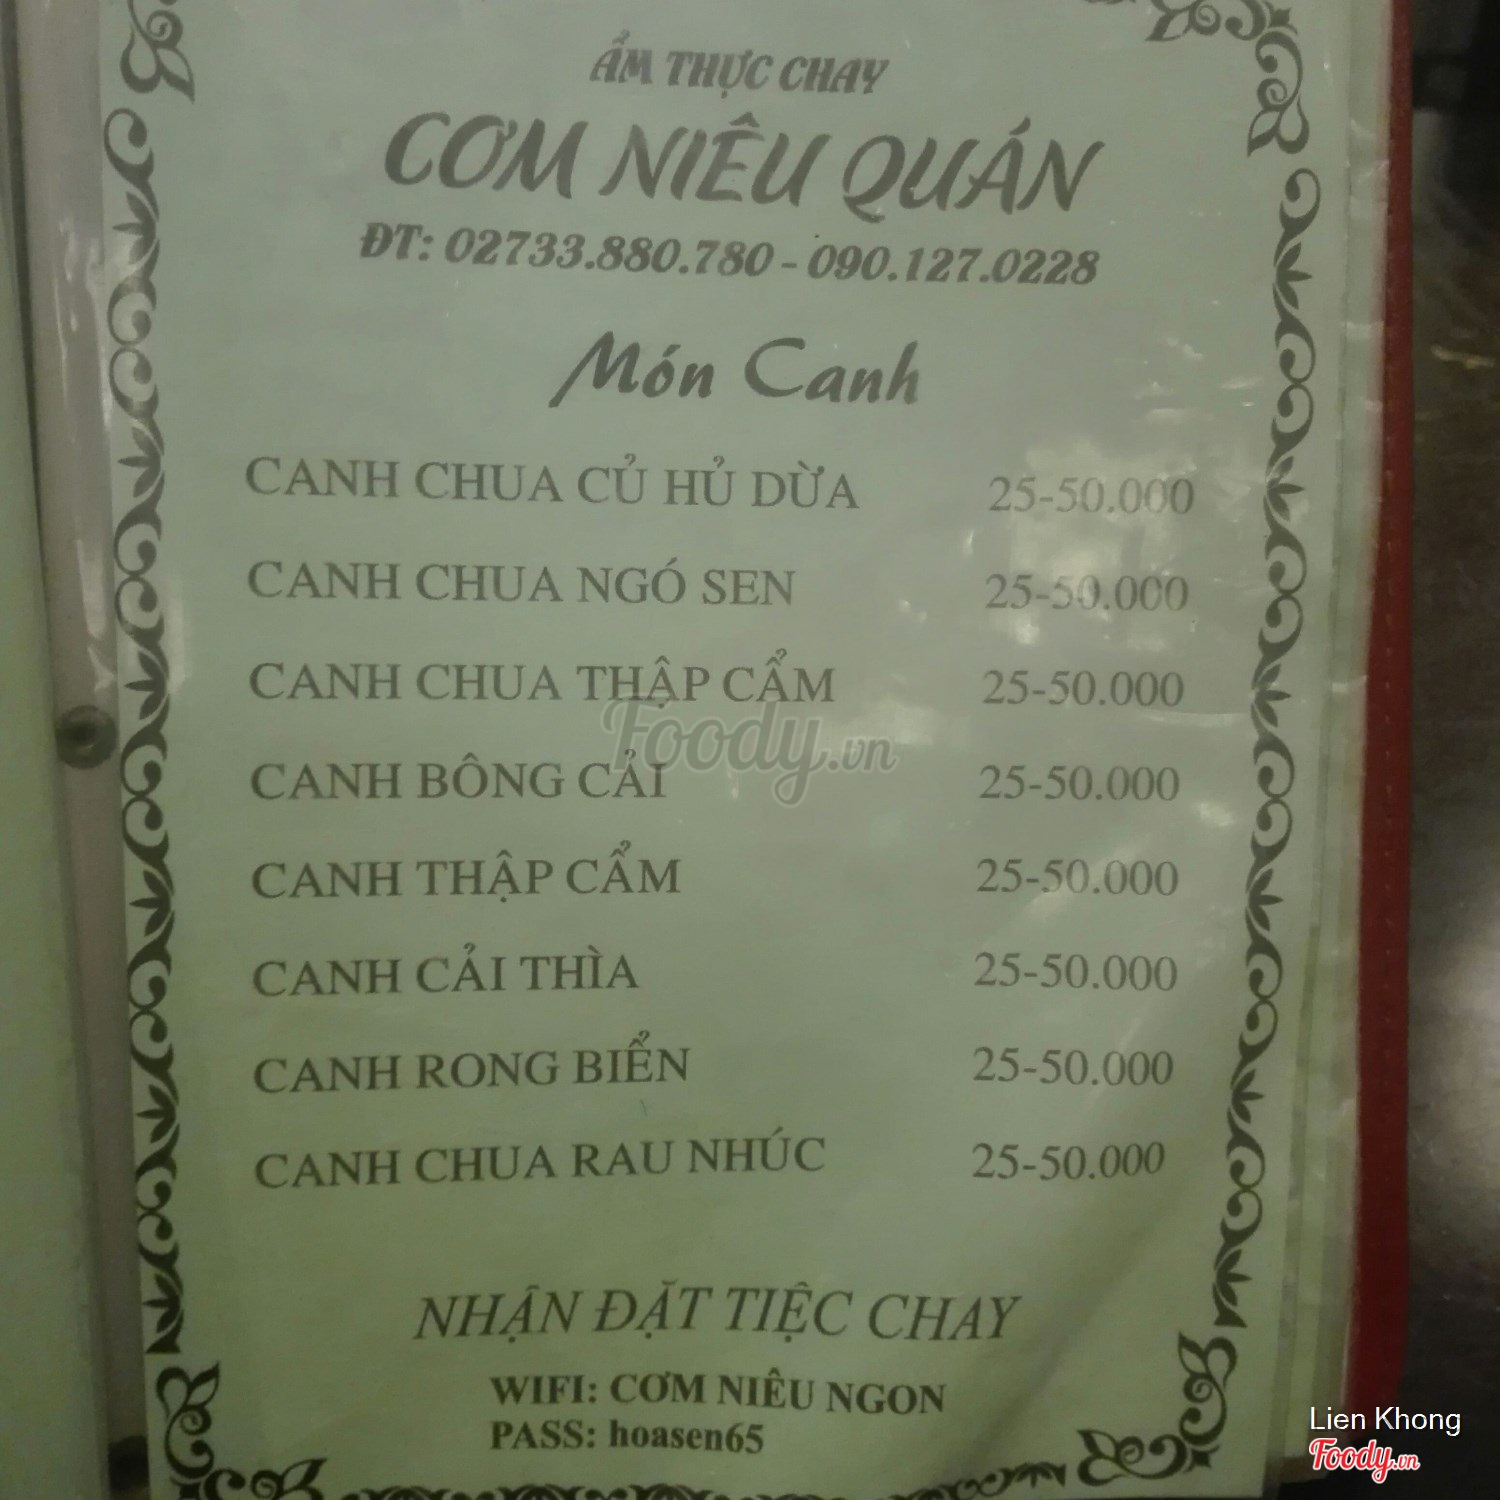 ẨM THỰC CHAY
CƠM NIÊU QUÁN
ĐT: 02733.880.780 - 090.127.0228
Món Canh
CANH CHUA CỦ HỦ DỪA 25-50.000
CANH CHUA NGÓ SEN 25-50.000
CANH CHUA THẬP CẨM 25-50.000
Foody.vn
CANH BÔNG CẢI 25-50.000
CANH THẬP CẨM 25-50.000
CANH CẢI THÌA 25-50.000
CANH RONG BIỂN 25-50.000
CANH CHUA RAU NHÚC 25-50.000
NHẬN ĐẶT TIỆC CHAY
WIFI: CƠM NIÊU NGON
PASS: hoasen65
Lien Khong
Foody.vn